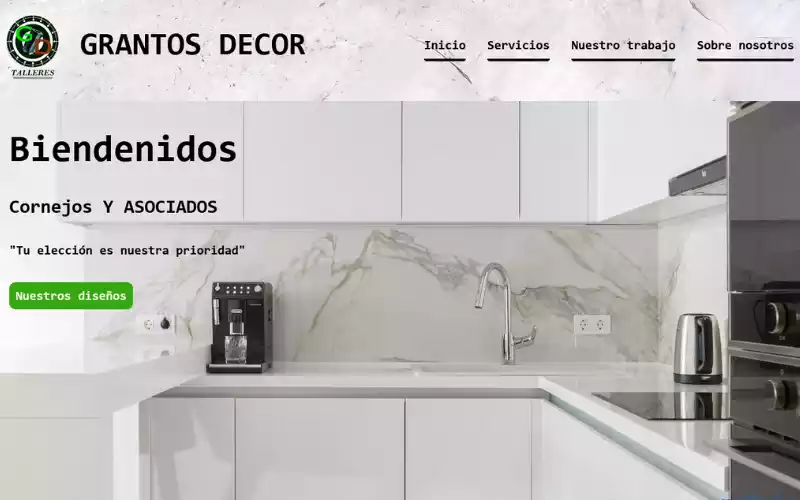 GRANTOS DECOR
Inicio Servicios Nuestro trabajo Sobre nosotros
TALLERES
Biendenidos
Cornejos Y ASOCIADOS
"Tu elección es nuestra prioridad"
Nuestros diseños